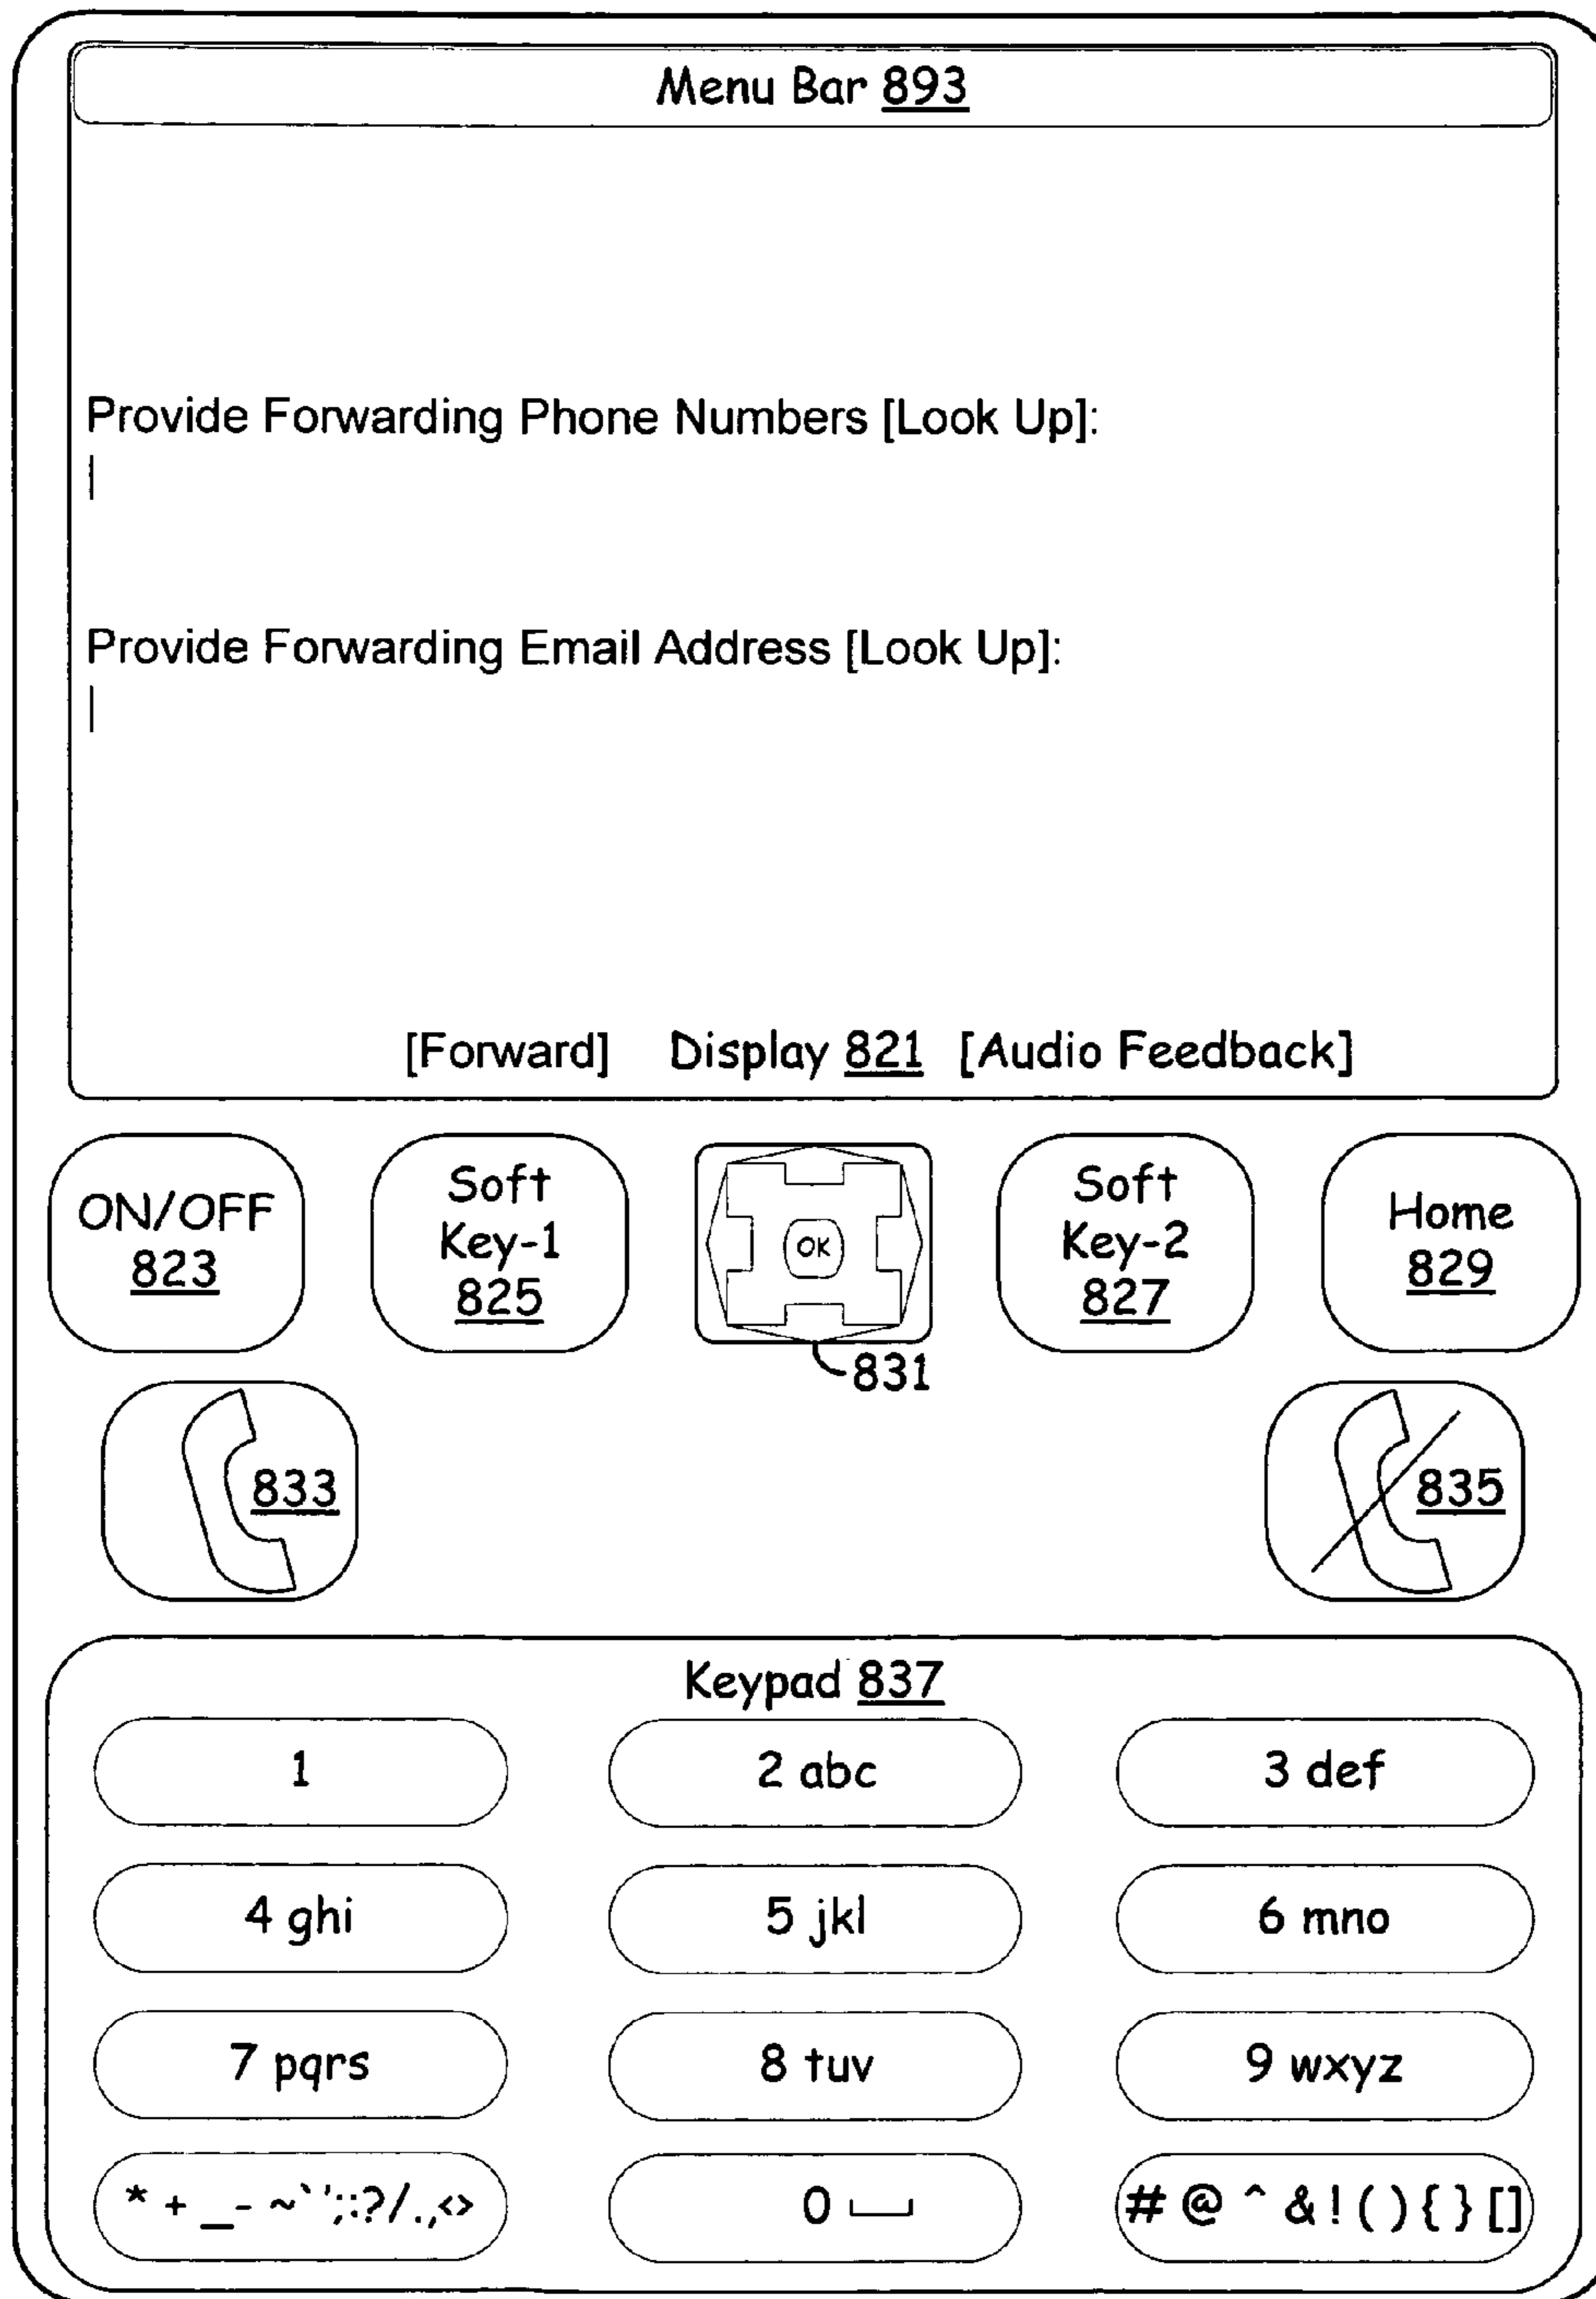 Menu Bar 893
Provide Forwarding Phone Numbers [Look Up]:
Provide Forwarding Email Address [Look Up]:
[Forward] Display 821 [Audio Feedback]
ON/OFF
823
Soft
Key-1
825
OK
831
Soft
Key-2
827
Home
829
833
835
Keypad 837
1
2 abc
3 def
4 ghi
5 jkl
6 mno
7 pqrs
8 tuv
9 wxyz
* + _- ~`';:?/.,<>
0 ⎵
# @ ^ & ! ( ) { } []